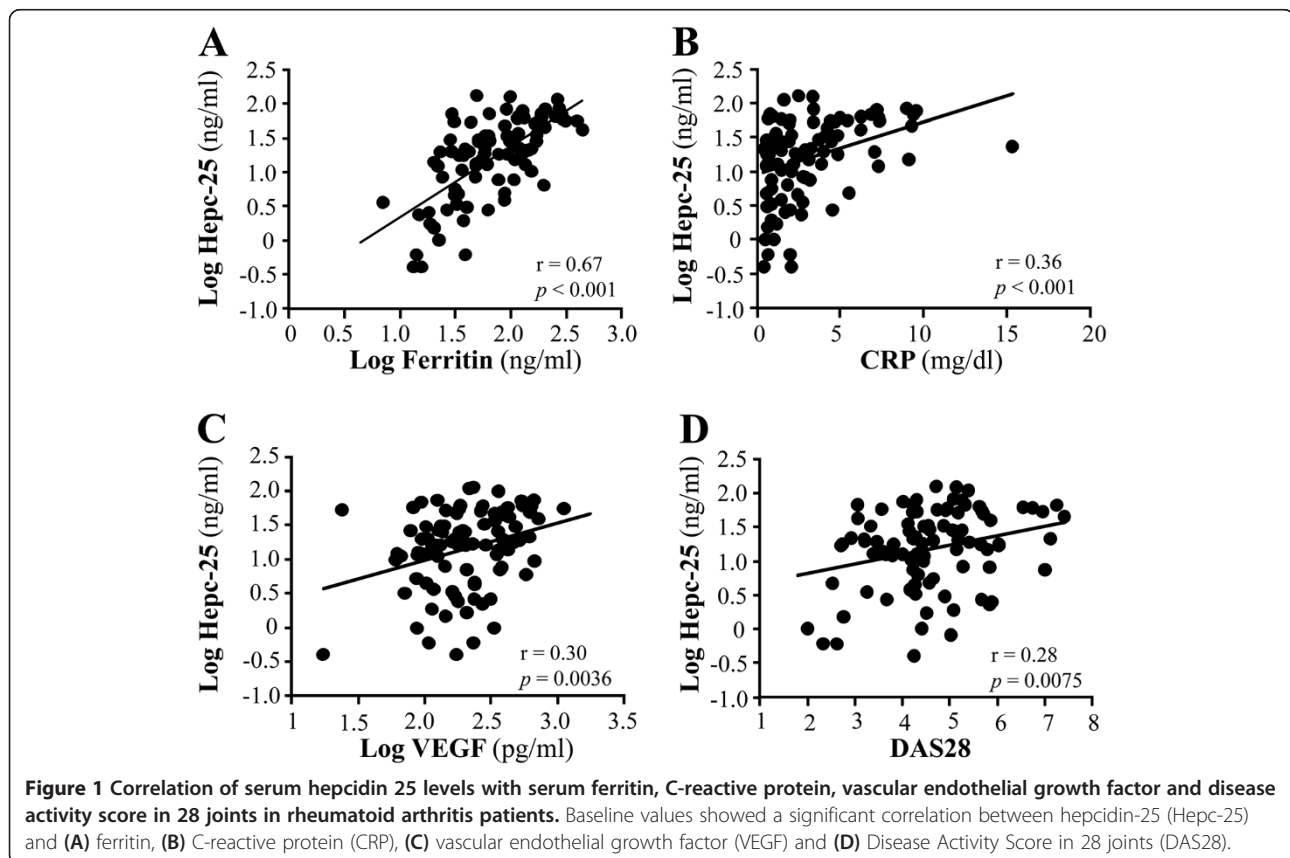 A
2.5
2.0
1.5
1.0
0.5
0
-0.5
-1.0
Log Hepc-25 (ng/ml)
r = 0.67
p < 0.001
0 0.5 1.0 1.5 2.0 2.5 3.0
Log Ferritin (ng/ml)
B
2.5
2.0
1.5
1.0
0.5
0
-0.5
-1.0
Log Hepc-25 (ng/ml)
r = 0.36
p < 0.001
0 5 10 15 20
CRP (mg/dl)
C
2.5
2.0
1.5
1.0
0.5
0
-0.5
-1.0
Log Hepc-25 (ng/ml)
r = 0.30
p = 0.0036
1 1.5 2.0 2.5 3.0 3.5
Log VEGF (pg/ml)
D
2.5
2.0
1.5
1.0
0.5
0
-0.5
-1.0
Log Hepc-25 (ng/ml)
r = 0.28
p = 0.0075
1 2 3 4 5 6 7 8
DAS28
Figure 1 Correlation of serum hepcidin 25 levels with serum ferritin, C-reactive protein, vascular endothelial growth factor and disease
activity score in 28 joints in rheumatoid arthritis patients. Baseline values showed a significant correlation between hepcidin-25 (Hepc-25)
and (A) ferritin, (B) C-reactive protein (CRP), (C) vascular endothelial growth factor (VEGF) and (D) Disease Activity Score in 28 joints (DAS28).